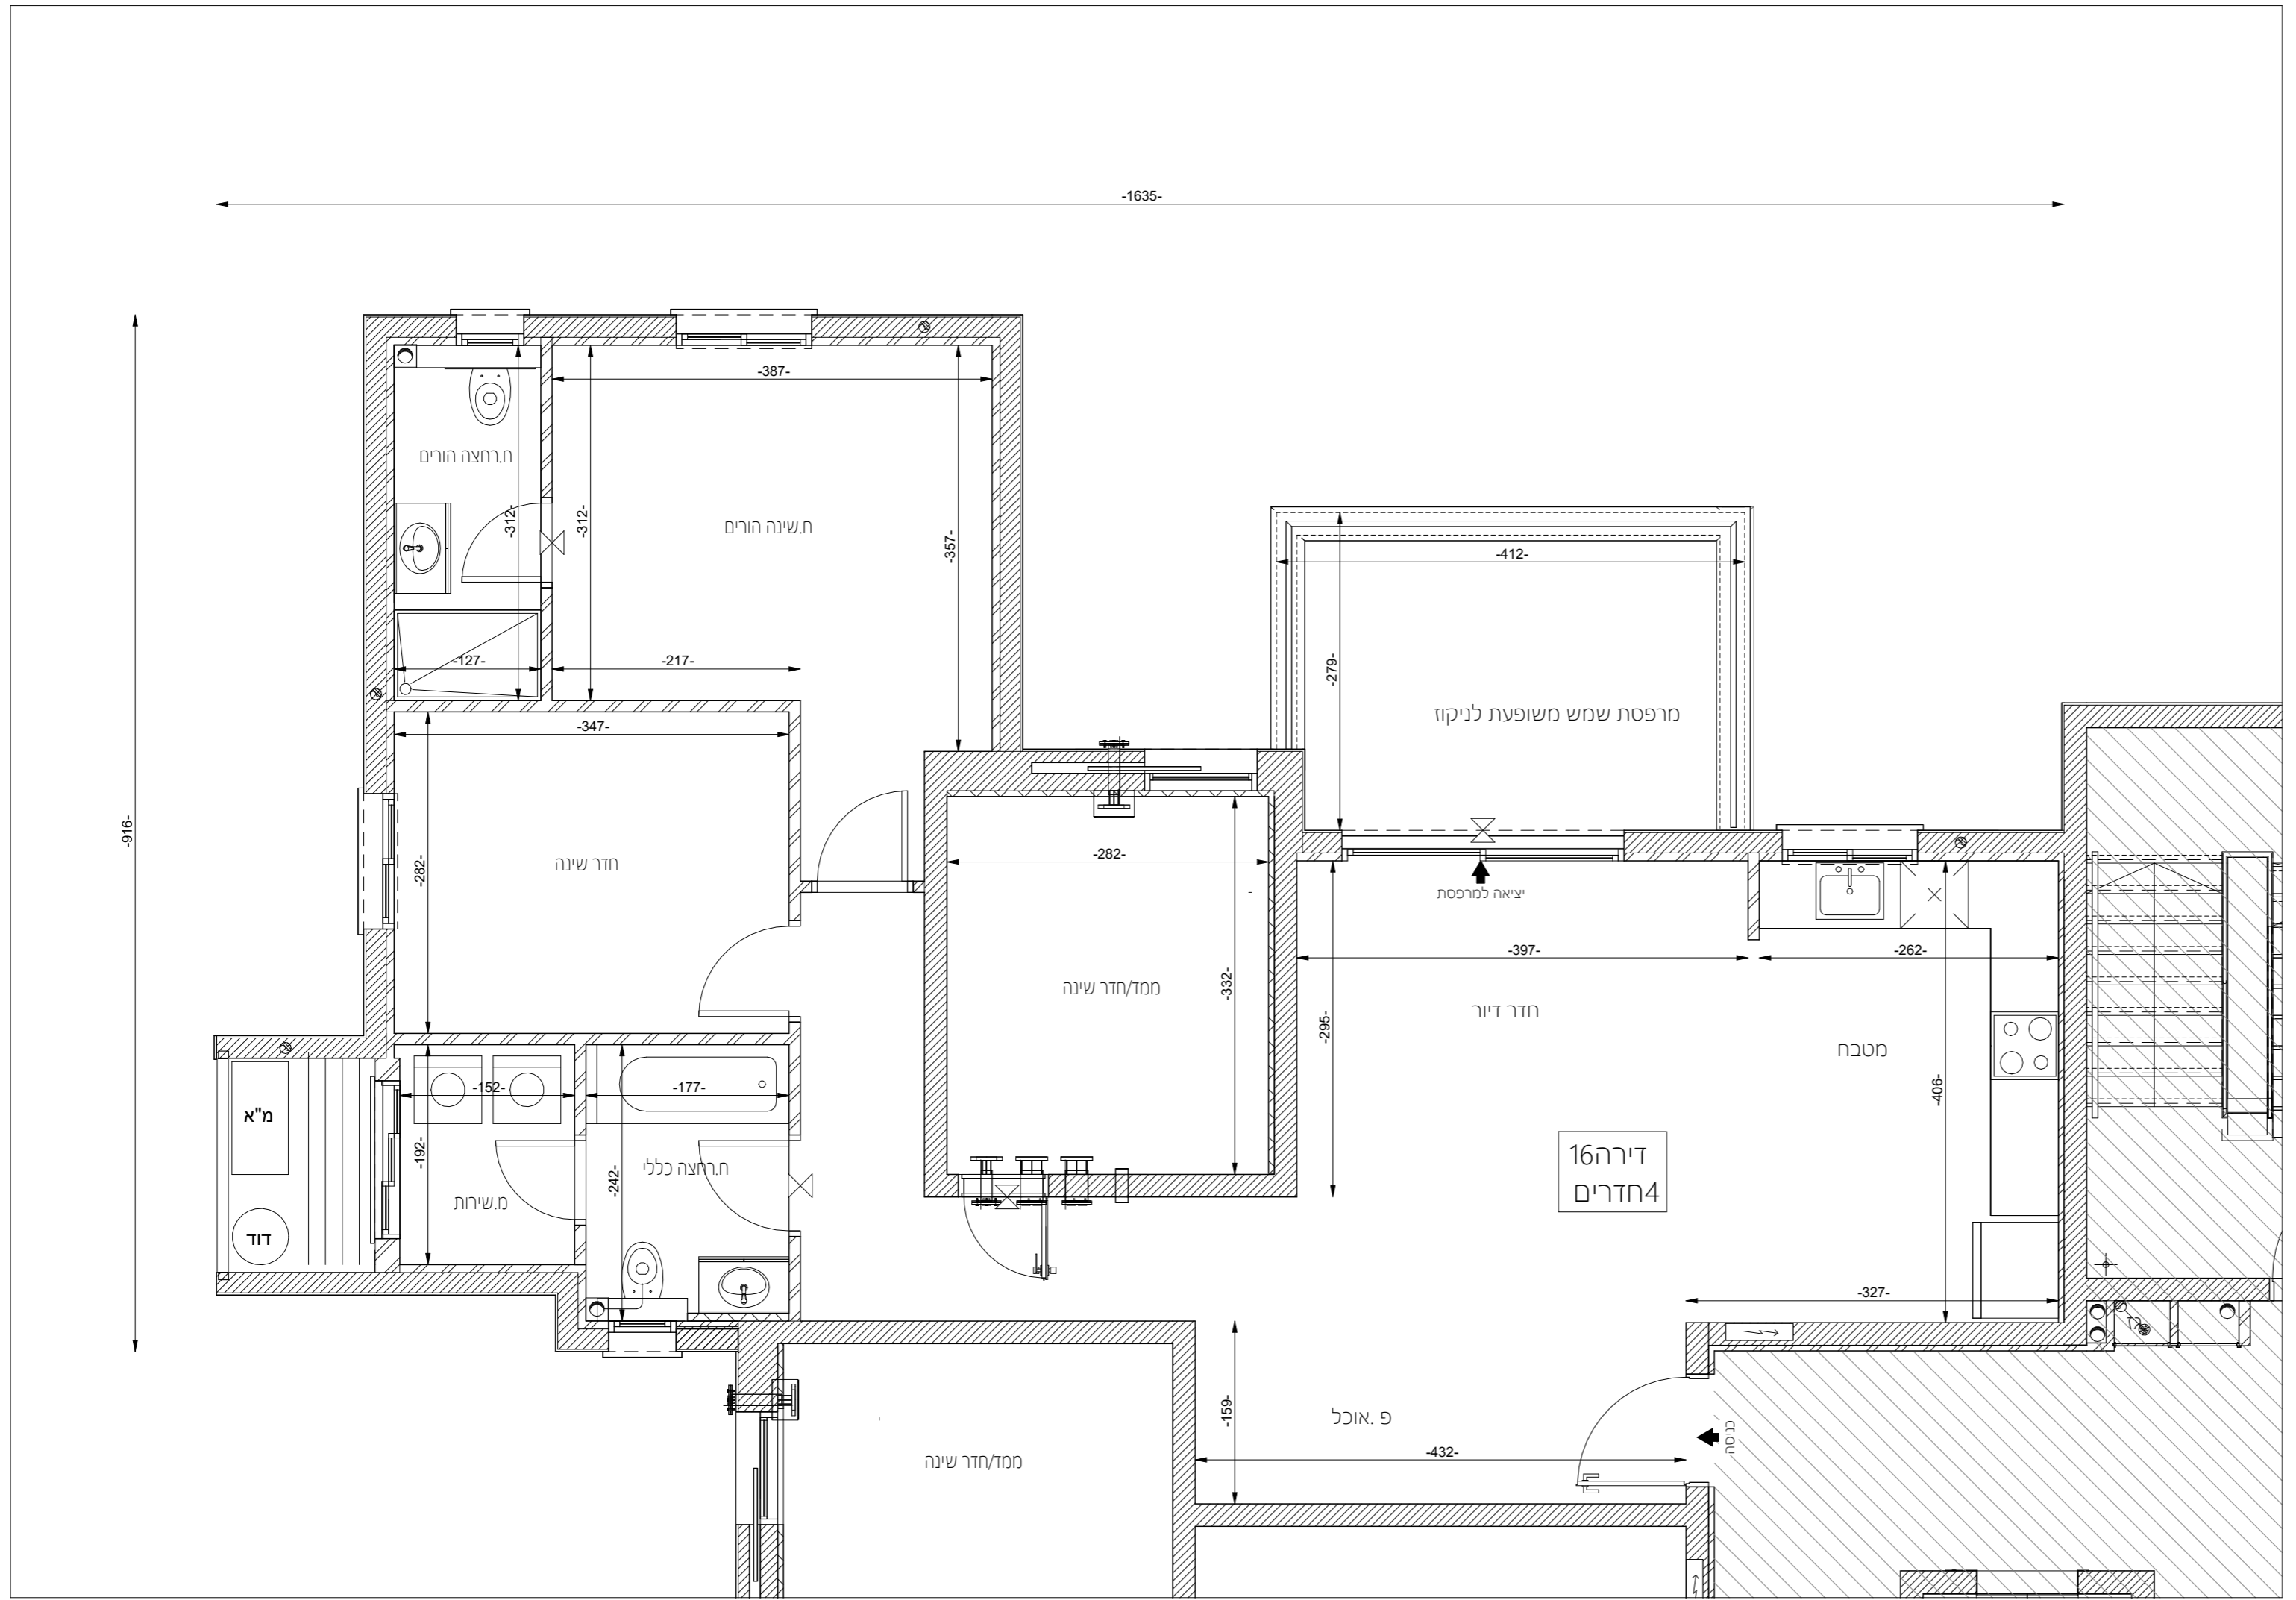 -1635-
-916-
-387-
-312-
-312-
-357-
ח.רחצה הורים
ח.שינה הורים
-127-
-217-
-412-
-279-
מרפסת שמש משופעת לניקוז
-347-
-282-
חדר שינה
-282-
-332-
ממד/חדר שינה
יציאה למרפסת
-397-
-262-
-295-
חדר דיור
מטבח
-406-
-152-
-177-
-192-
-242-
מ"א
דוד
מ.שירות
ח.רחצה כללי
דירה16
4חדרים
-327-
-159-
פ .אוכל
-432-
כניסה
ממד/חדר שינה